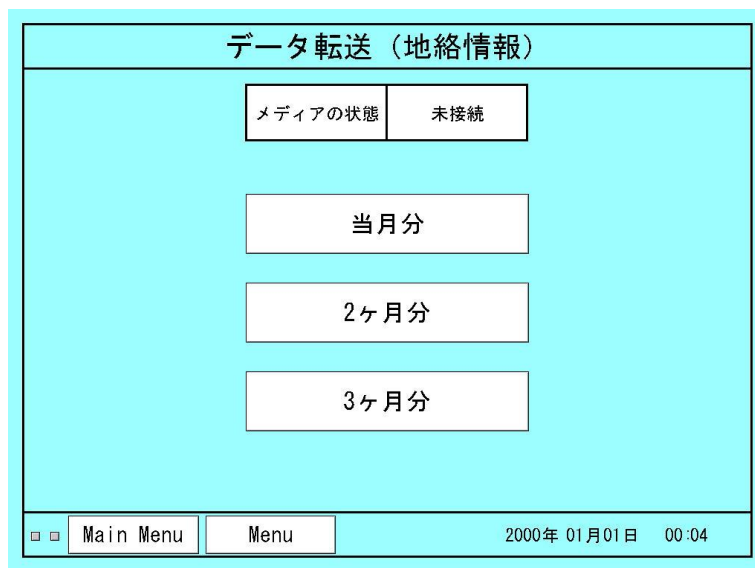 データ転送（地絡情報）
メディアの状態 未接続
当月分
2ヶ月分
3ヶ月分
Main Menu Menu 2000年 01月01日 00:04